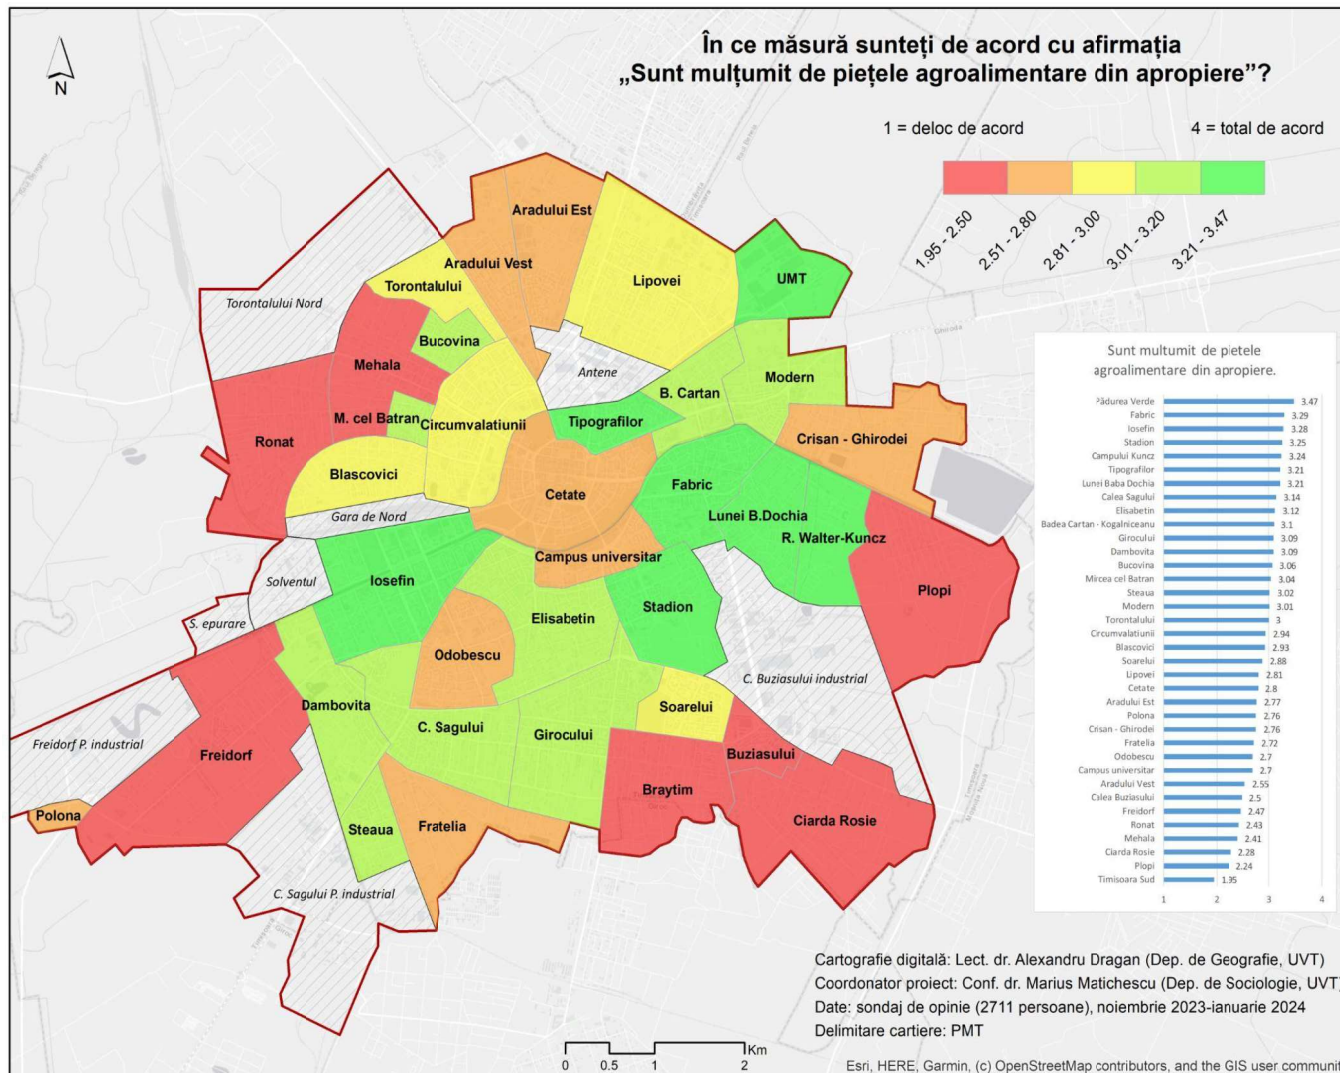 În ce măsură sunteți de acord cu afirmația
„Sunt mulțumit de piețele agroalimentare din apropiere”?
N
1 = deloc de acord
4 = total de acord
1.95 - 2.50
2.51 - 2.80
2.81 - 3.00
3.01 - 3.20
3.21 - 3.47
Aradului Est
Aradului Vest
Torontalului
Lipovei
UMT
Torontalului Nord
Bucovina
Mehala
Antene
B. Cartan
Modern
M. cel Batran
Circumvalatiunii
Tipografilor
Ronat
Crisan - Ghirodei
Blascovici
Cetate
Fabric
Gara de Nord
Lunei B.Dochia
R. Walter-Kuncz
Campus universitar
Iosefin
Solventul
Plopi
Stadion
S. epurare
Elisabetin
Odobescu
C. Buziasului industrial
Dambovita
Soarelui
C. Sagului
Girocului
Freidorf P. industrial
Freidorf
Buziasului
Braytim
Polona
Steaua
Fratelia
Ciarda Rosie
C. Sagului P. industrial
Sunt multumit de pietele
agroalimentare din apropiere.
Pădurea Verde 3.47
Fabric 3.29
Iosefin 3.28
Stadion 3.25
Campului Kuncz 3.24
Tipografilor 3.21
Lunei Baba Dochia 3.21
Calea Sagului 3.14
Elisabetin 3.12
Badea Cartan - Kogalniceanu 3.1
Girocului 3.09
Dambovita 3.09
Bucovina 3.06
Mircea cel Batran 3.04
Steaua 3.02
Modern 3.01
Torontalului 3
Circumvalatiunii 2.94
Blascovici 2.93
Soarelui 2.88
Lipovei 2.81
Cetate 2.8
Aradului Est 2.77
Polona 2.76
Crisan - Ghirodei 2.76
Fratelia 2.72
Odobescu 2.7
Campus universitar 2.7
Aradului Vest 2.55
Calea Buziasului 2.5
Freidorf 2.47
Ronat 2.43
Mehala 2.41
Ciarda Rosie 2.28
Plopi 2.24
Timisoara Sud 1.95
1 2 3 4
Cartografie digitală: Lect. dr. Alexandru Dragan (Dep. de Geografie, UVT)
Coordonator proiect: Conf. dr. Marius Matichescu (Dep. de Sociologie, UVT)
Date: sondaj de opinie (2711 persoane), noiembrie 2023-ianuarie 2024
Delimitare cartiere: PMT
Km
0 0.5 1 2
Esri, HERE, Garmin, (c) OpenStreetMap contributors, and the GIS user communit